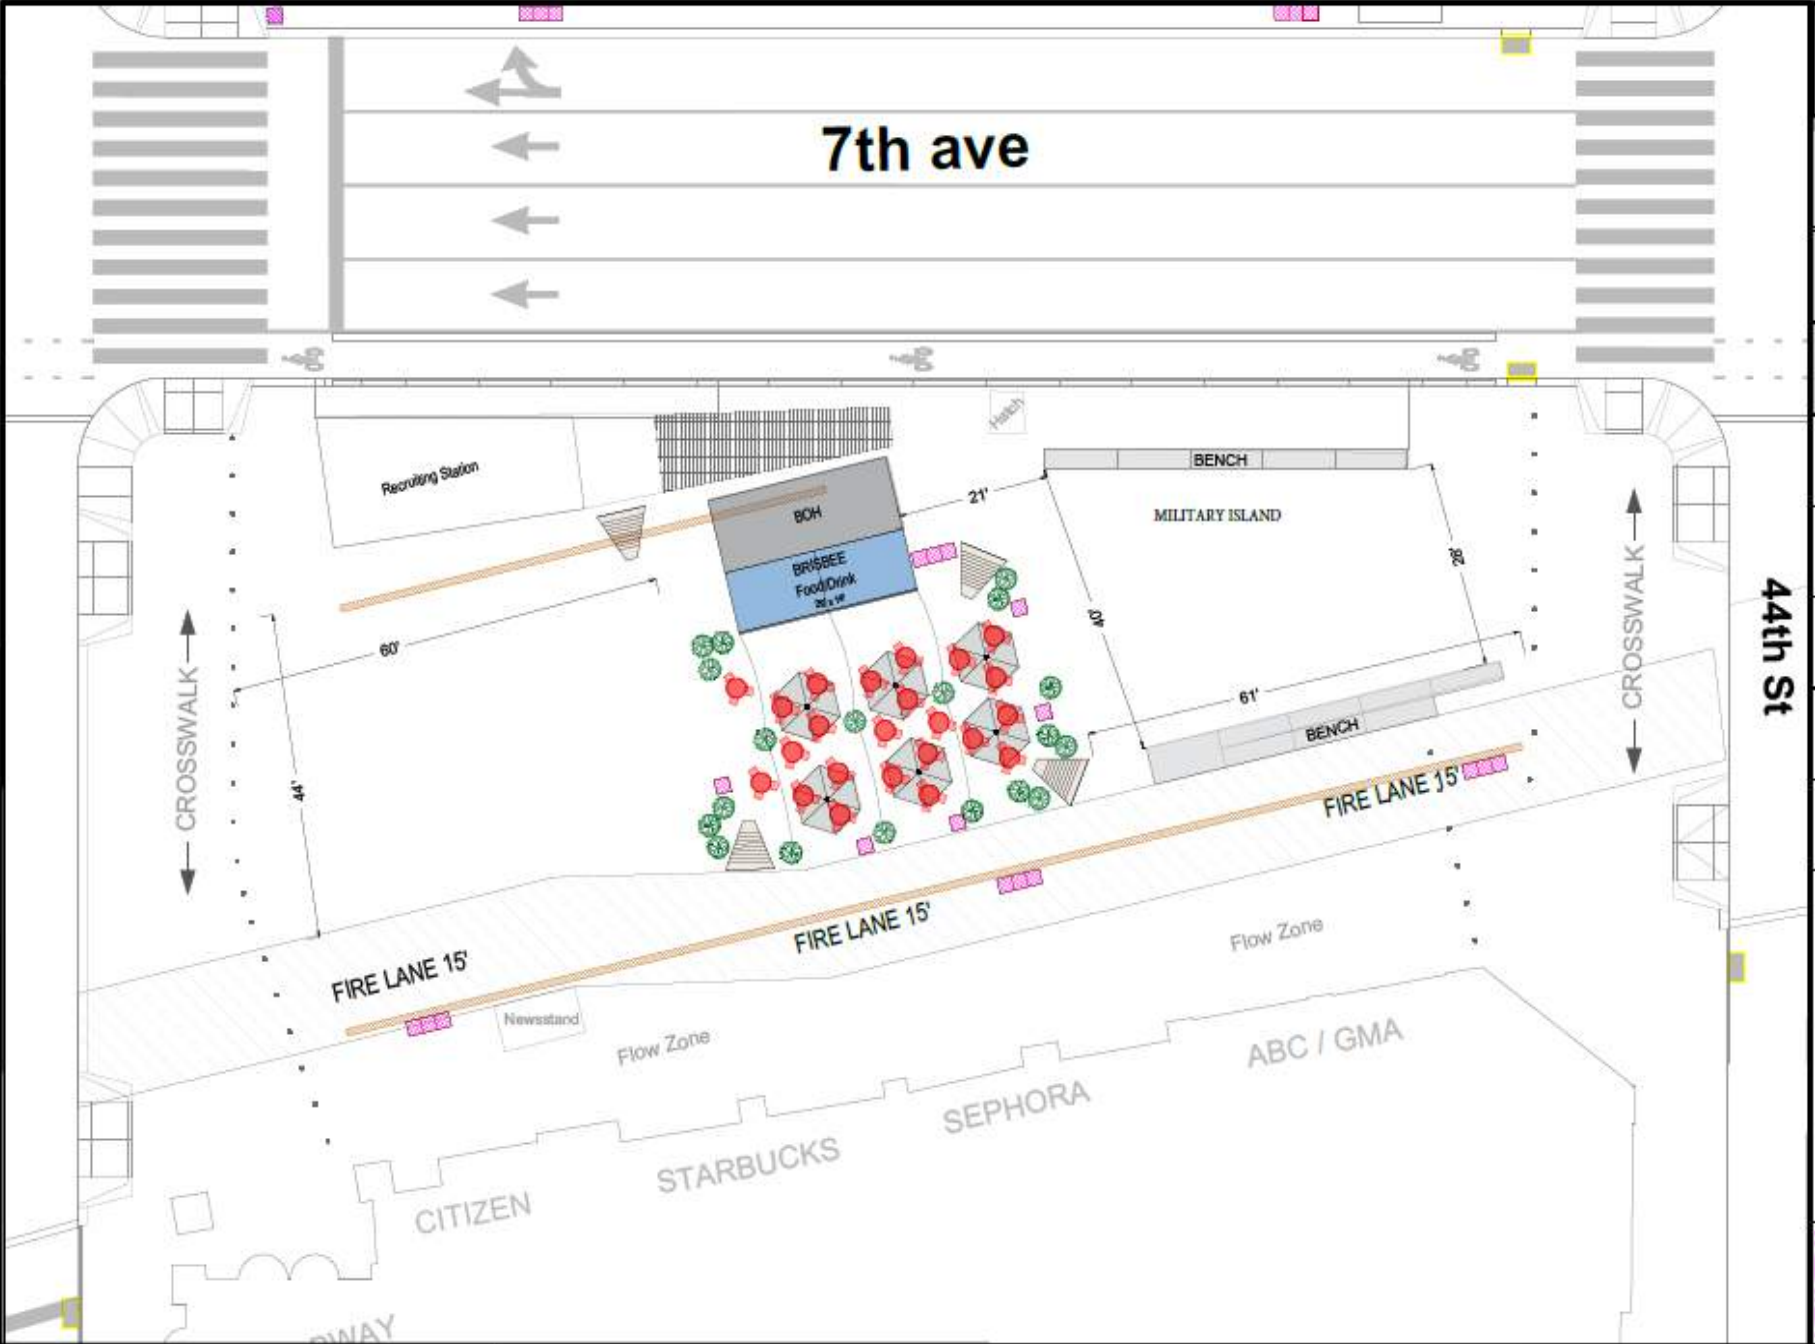 7th ave
Hatch
BENCH
Recruiting Station
21'
BOH
MILITARY ISLAND
BRISBEE
Food/Drink
28'
CROSSWALK
44th St
40'
60'
CROSSWALK
61'
BENCH
44'
FIRE LANE 15'
FIRE LANE 15'
Flow Zone
FIRE LANE 15'
Newsstand
Flow Zone
ABC / GMA
SEPHORA
STARBUCKS
CITIZEN